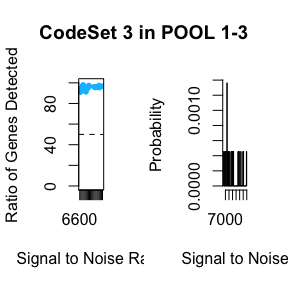 CodeSet 3 in POOL 1-3
Ratio of Genes Detected
0 40 80
6600
Signal to Noise Ra
Probability
0.0000 0.0010
7000
Signal to Noise